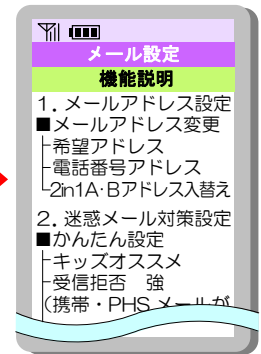 メール設定
機能説明
1．メールアドレス設定
■メールアドレス変更
├希望アドレス
├電話番号アドレス
└2in1A・Bアドレス入替え
2．迷惑メール対策設定
■かんたん設定
├キッズオススメ
├受信拒否　強
(携帯・PHS メールが